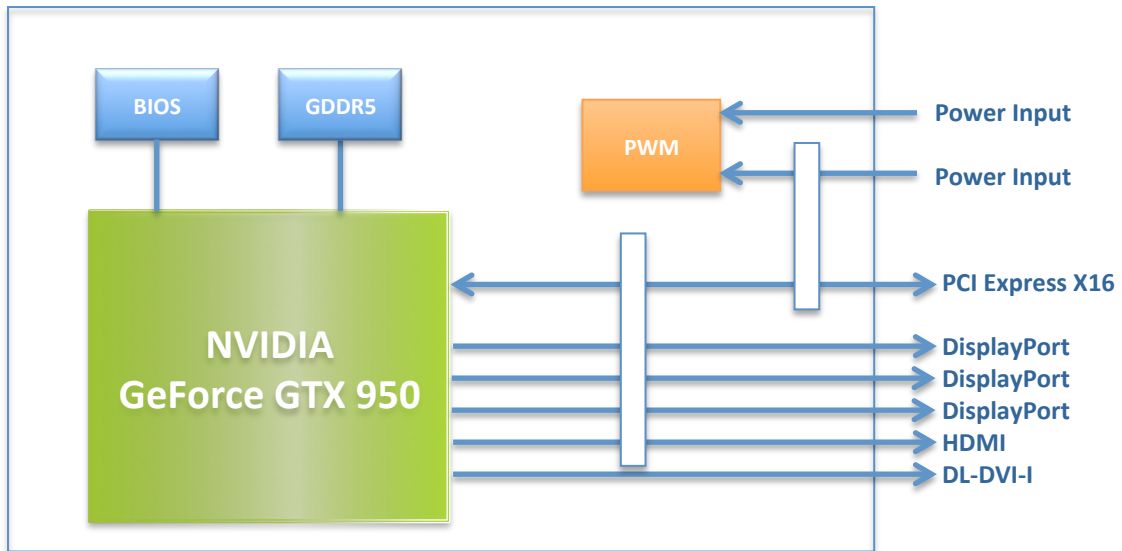 BIOS
GDDR5
PWM
Power Input
Power Input
PCI Express X16
NVIDIA
GeForce GTX 950
DisplayPort
DisplayPort
DisplayPort
HDMI
DL-DVI-I